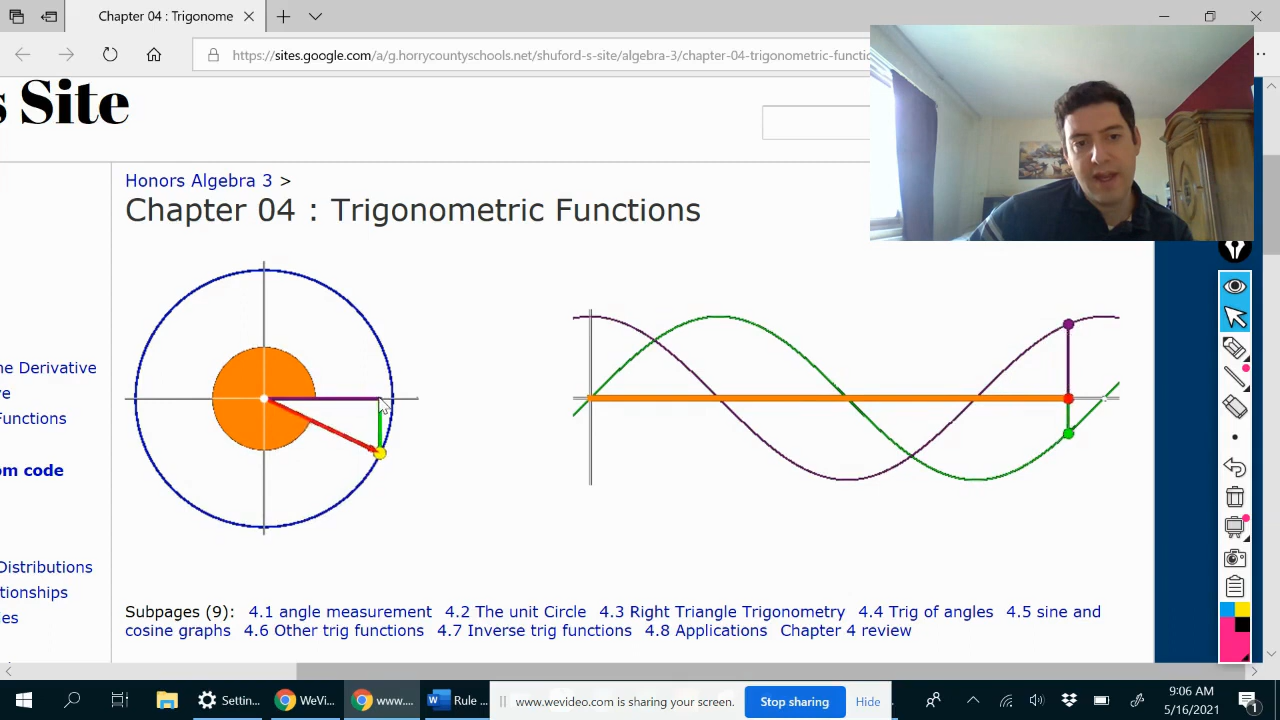 Chapter 04 : Trigonome
https://sites.google.com/a/g.horrycountyschools.net/shuford-s-site/algebra-3/chapter-04-trigonometric-functi
s Site
Honors Algebra 3 >
Chapter 04 : Trigonometric Functions
ne Derivative
ve
Functions
om code
Distributions
tionships
les
Subpages (9): 4.1 angle measurement 4.2 The unit Circle 4.3 Right Triangle Trigonometry 4.4 Trig of angles 4.5 sine and
cosine graphs 4.6 Other trig functions 4.7 Inverse trig functions 4.8 Applications Chapter 4 review
Settin...
WeVi...
www....
Rule ...
www.wevideo.com is sharing your screen.
Stop sharing
Hide
9:06 AM
5/16/2021
1